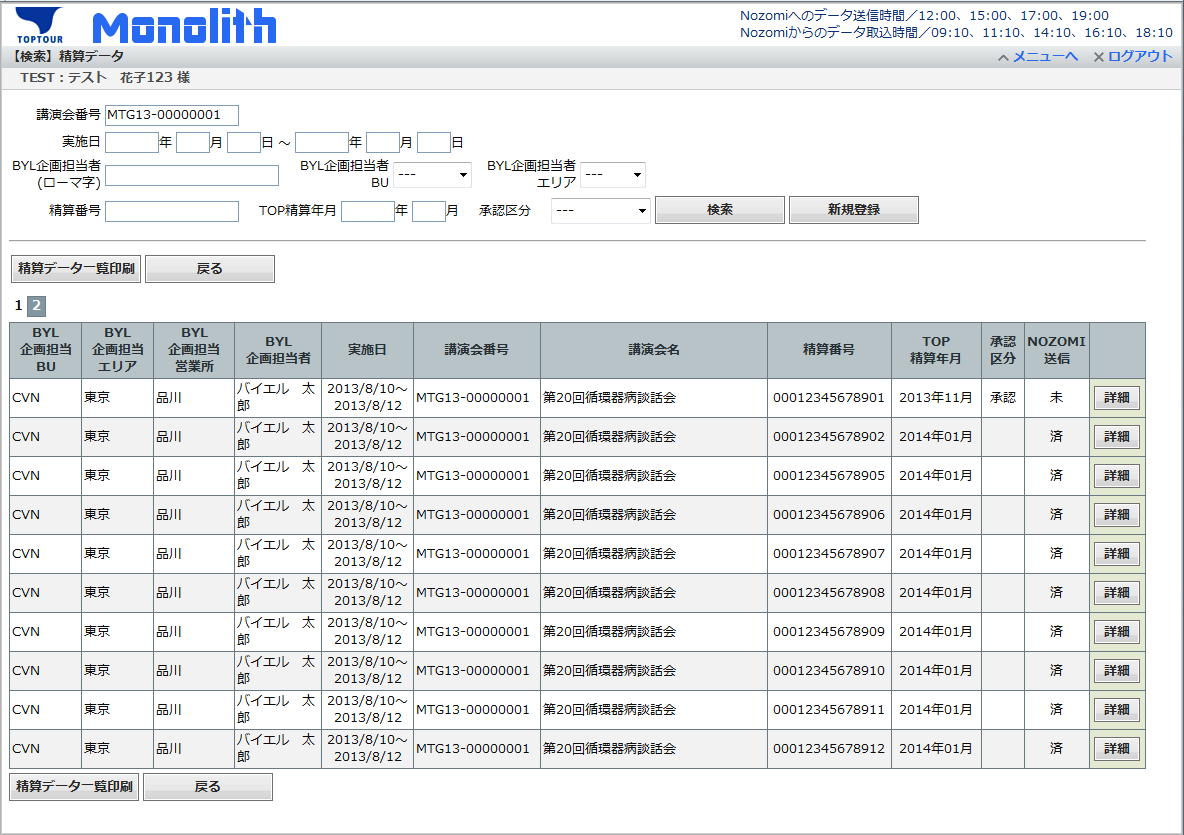 TOPTOUR
Monolith
Nozomiへのデータ送信時間／12:00、15:00、17:00、19:00
Nozomiからのデータ取込時間／09:10、11:10、14:10、16:10、18:10
【検索】精算データ
メニューへ ログアウト
TEST：テスト　花子123 様
講演会番号 MTG13-00000001
実施日 年 月 日 ～ 年 月 日
BYL企画担当者
(ローマ字)
BYL企画担当者
BU
---
BYL企画担当者
エリア
---
精算番号 TOP精算年月 年 月 承認区分 --- 検索 新規登録
精算データ一覧印刷 戻る
1 2
BYL
企画担当
BU
BYL
企画担当
エリア
BYL
企画担当
営業所
BYL
企画担当者
実施日
講演会番号
講演会名
精算番号
TOP
精算年月
承認
区分
NOZOMI
送信
CVN 東京 品川 バイエル　太郎 2013/8/10～2013/8/12 MTG13-00000001 第20回循環器病談話会 00012345678901 2013年11月 承認 未 詳細
CVN 東京 品川 バイエル　太郎 2013/8/10～2013/8/12 MTG13-00000001 第20回循環器病談話会 00012345678902 2014年01月 済 詳細
CVN 東京 品川 バイエル　太郎 2013/8/10～2013/8/12 MTG13-00000001 第20回循環器病談話会 00012345678905 2014年01月 済 詳細
CVN 東京 品川 バイエル　太郎 2013/8/10～2013/8/12 MTG13-00000001 第20回循環器病談話会 00012345678906 2014年01月 済 詳細
CVN 東京 品川 バイエル　太郎 2013/8/10～2013/8/12 MTG13-00000001 第20回循環器病談話会 00012345678907 2014年01月 済 詳細
CVN 東京 品川 バイエル　太郎 2013/8/10～2013/8/12 MTG13-00000001 第20回循環器病談話会 00012345678908 2014年01月 済 詳細
CVN 東京 品川 バイエル　太郎 2013/8/10～2013/8/12 MTG13-00000001 第20回循環器病談話会 00012345678909 2014年01月 済 詳細
CVN 東京 品川 バイエル　太郎 2013/8/10～2013/8/12 MTG13-00000001 第20回循環器病談話会 00012345678910 2014年01月 済 詳細
CVN 東京 品川 バイエル　太郎 2013/8/10～2013/8/12 MTG13-00000001 第20回循環器病談話会 00012345678911 2014年01月 済 詳細
CVN 東京 品川 バイエル　太郎 2013/8/10～2013/8/12 MTG13-00000001 第20回循環器病談話会 00012345678912 2014年01月 済 詳細
精算データ一覧印刷 戻る